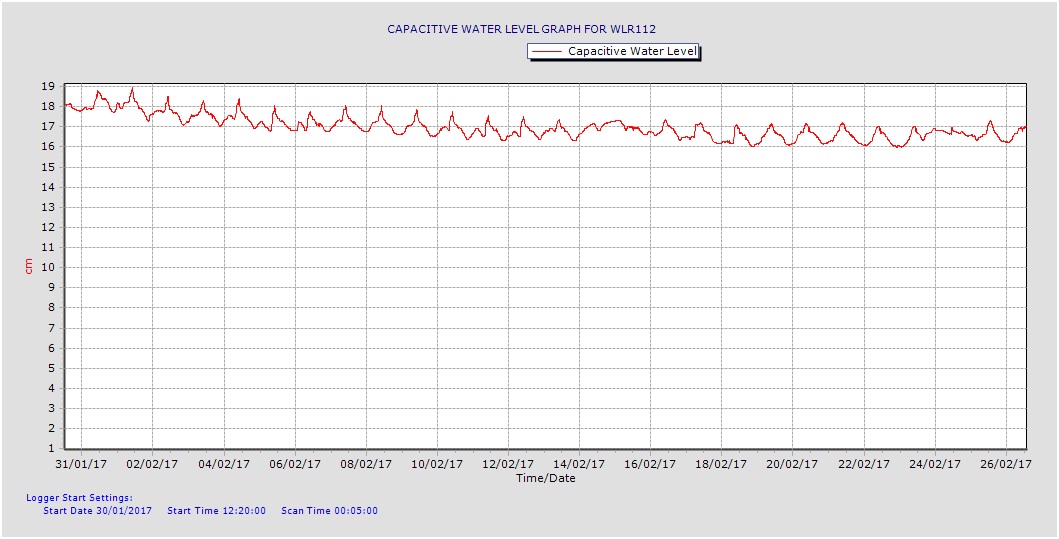 CAPACITIVE WATER LEVEL GRAPH FOR WLR112
Capacitive Water Level
19
18
17
16
15
14
13
12
11
10
9
8
7
6
5
4
3
2
1
cm
31/01/17 02/02/17 04/02/17 06/02/17 08/02/17 10/02/17 12/02/17 14/02/17 16/02/17 18/02/17 20/02/17 22/02/17 24/02/17 26/02/17
Time/Date
Logger Start Settings:
Start Date 30/01/2017 Start Time 12:20:00 Scan Time 00:05:00